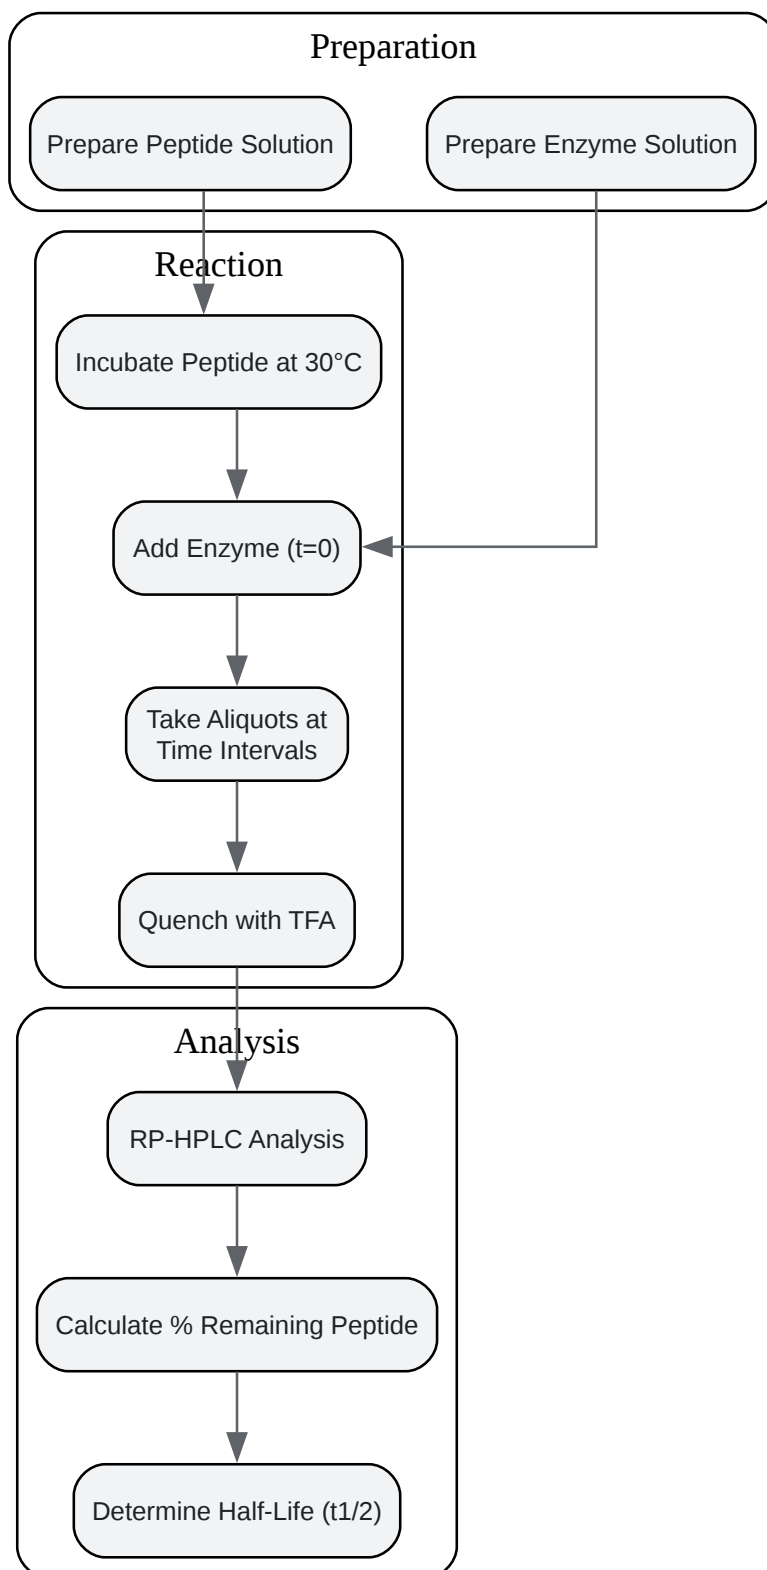 Preparation
Prepare Peptide Solution
Prepare Enzyme Solution
Reaction
Incubate Peptide at 30°C
Add Enzyme (t=0)
Take Aliquots at
Time Intervals
Quench with TFA
Analysis
RP-HPLC Analysis
Calculate % Remaining Peptide
Determine Half-Life (t1/2)